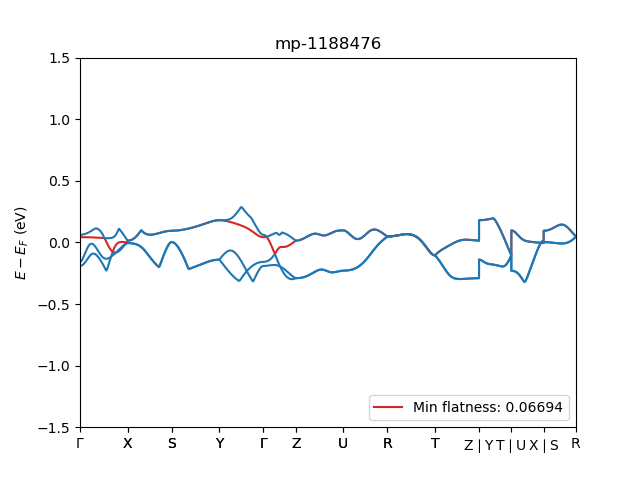 mp-1188476
E − E_F (eV)
1.5
1.0
0.5
0.0
−0.5
−1.0
−1.5
Min flatness: 0.06694
Γ X S Y Γ Z U R T Z|Y T|U X|S R